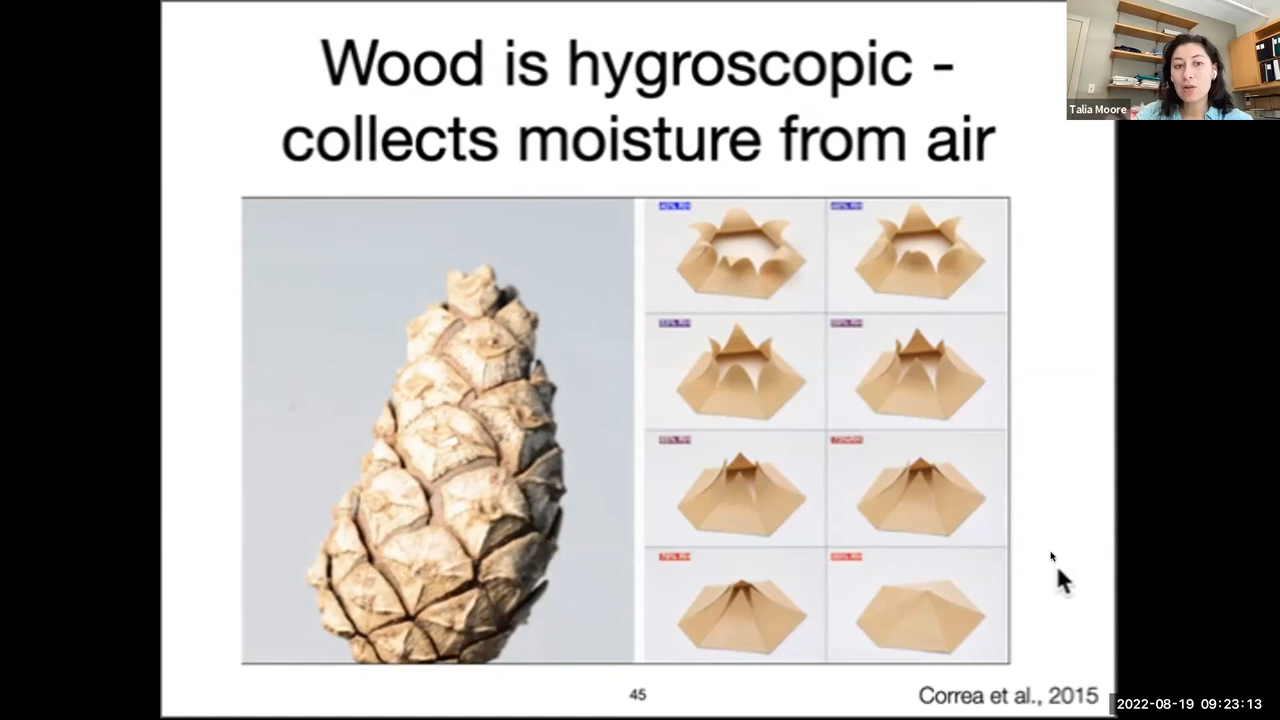 Wood is hygroscopic -
collects moisture from air
Talia Moore
45
Correa et al., 2015
2022-08-19 09:23:13